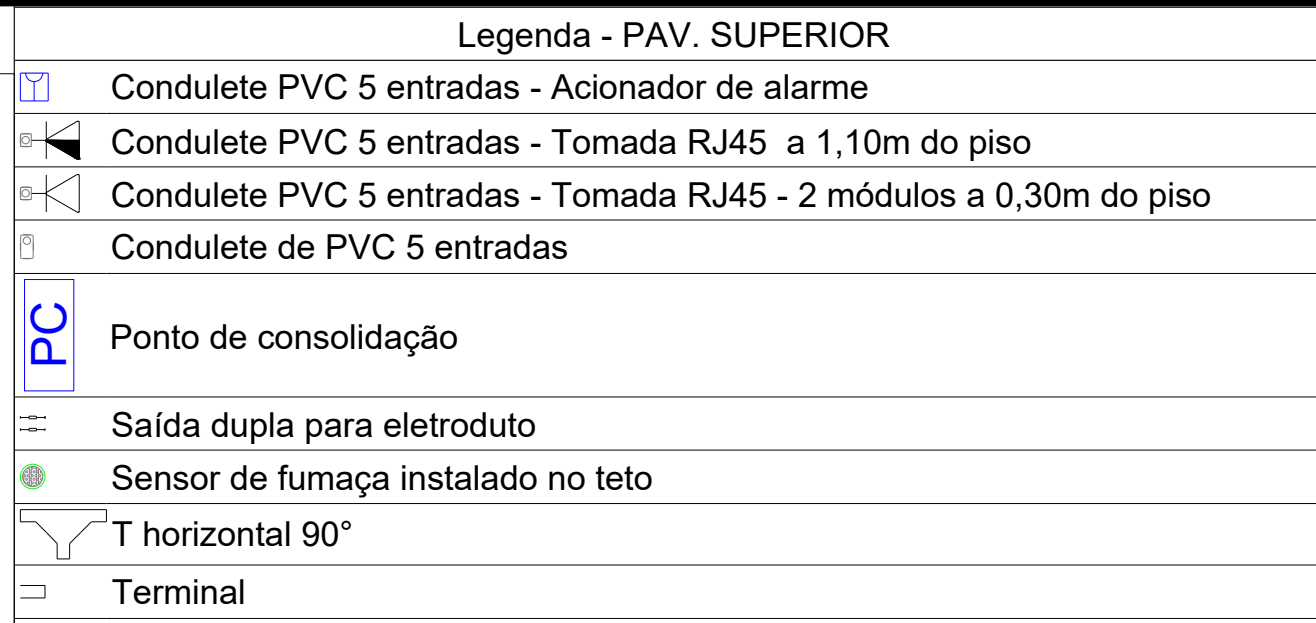 Legenda - PAV. SUPERIOR
Condulete PVC 5 entradas - Acionador de alarme
Condulete PVC 5 entradas - Tomada RJ45  a 1,10m do piso
Condulete PVC 5 entradas - Tomada RJ45 - 2 módulos a 0,30m do piso
Condulete de PVC 5 entradas
PC
Ponto de consolidação
Saída dupla para eletroduto
Sensor de fumaça instalado no teto
T horizontal 90°
Terminal